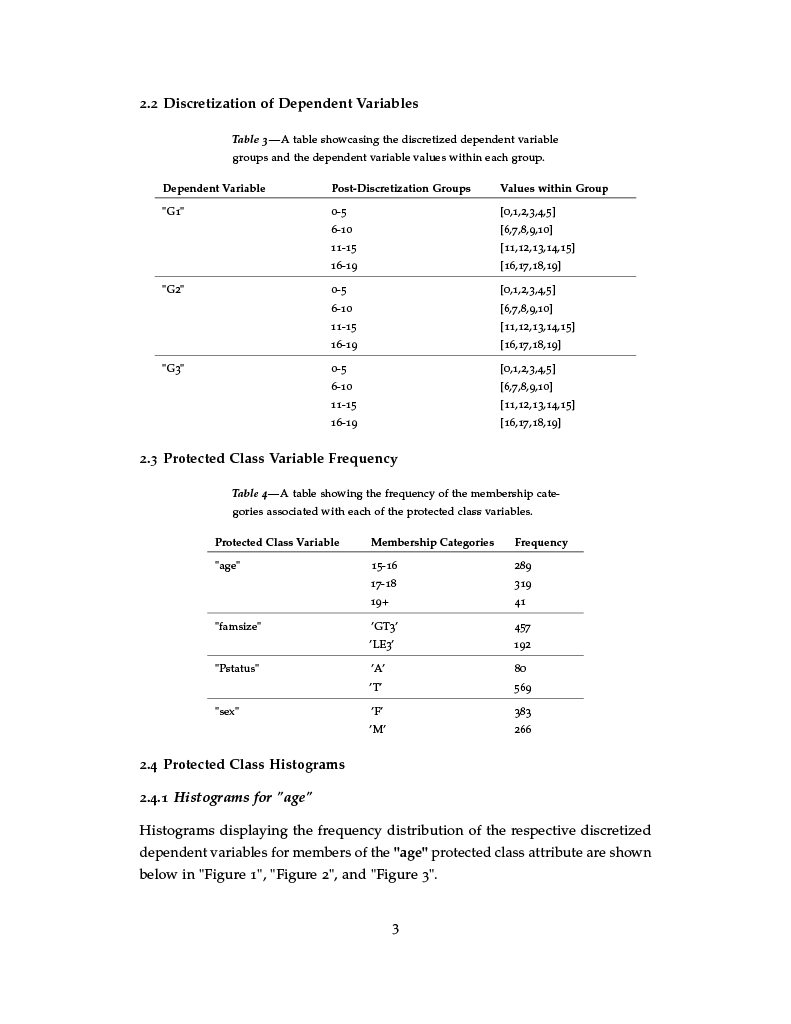 2.2 Discretization of Dependent Variables
Table 3—A table showcasing the discretized dependent variable
groups and the dependent variable values within each group.
Dependent Variable Post-Discretization Groups Values within Group
"G1" 0-5 [0,1,2,3,4,5]
6-10 [6,7,8,9,10]
11-15 [11,12,13,14,15]
16-19 [16,17,18,19]
"G2" 0-5 [0,1,2,3,4,5]
6-10 [6,7,8,9,10]
11-15 [11,12,13,14,15]
16-19 [16,17,18,19]
"G3" 0-5 [0,1,2,3,4,5]
6-10 [6,7,8,9,10]
11-15 [11,12,13,14,15]
16-19 [16,17,18,19]
2.3 Protected Class Variable Frequency
Table 4—A table showing the frequency of the membership cate-
gories associated with each of the protected class variables.
Protected Class Variable Membership Categories Frequency
"age" 15-16 289
17-18 319
19+ 41
"famsize" ’GT3’ 457
’LE3’ 192
"Pstatus" ’A’ 80
’T’ 569
"sex" ’F’ 383
’M’ 266
2.4 Protected Class Histograms
2.4.1 Histograms for ”age”
Histograms displaying the frequency distribution of the respective discretized
dependent variables for members of the "age" protected class attribute are shown
below in "Figure 1", "Figure 2", and "Figure 3".
3